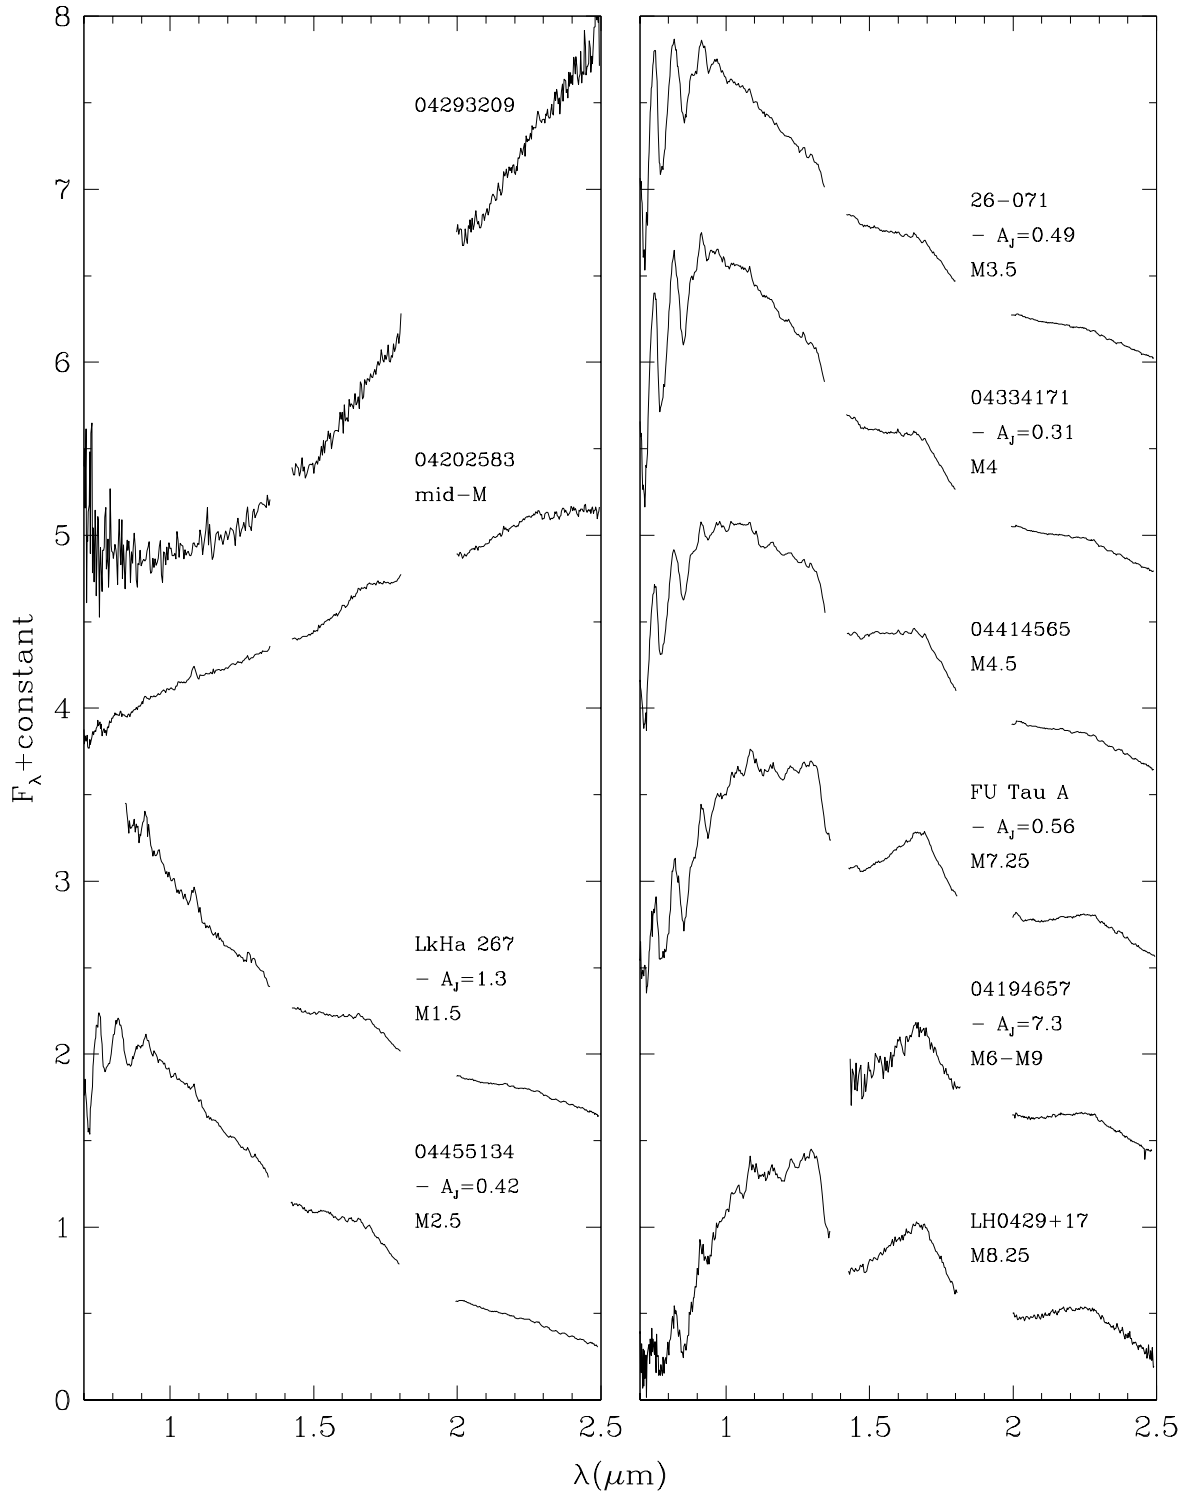 F_λ+constant
8
7
6
5
4
3
2
1
0
04293209
04202583
mid−M
LkHa 267
− A_J=1.3
M1.5
04455134
− A_J=0.42
M2.5
26−071
− A_J=0.49
M3.5
04334171
− A_J=0.31
M4
04414565
M4.5
FU Tau A
− A_J=0.56
M7.25
04194657
− A_J=7.3
M6−M9
LH0429+17
M8.25
1 1.5 2 2.5
1 1.5 2 2.5
λ(μm)